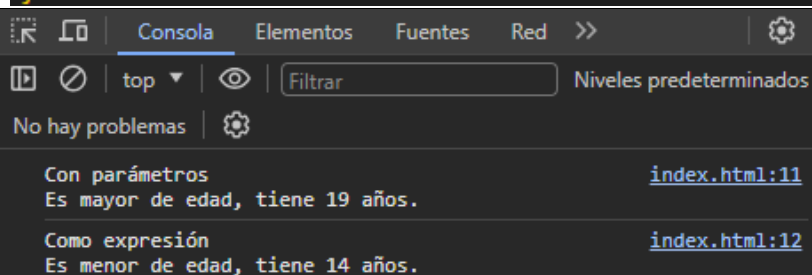 Consola Elementos Fuentes Red
top Filtrar Niveles predeterminados
No hay problemas
Con parámetros index.html:11
Es mayor de edad, tiene 19 años.
Como expresión index.html:12
Es menor de edad, tiene 14 años.